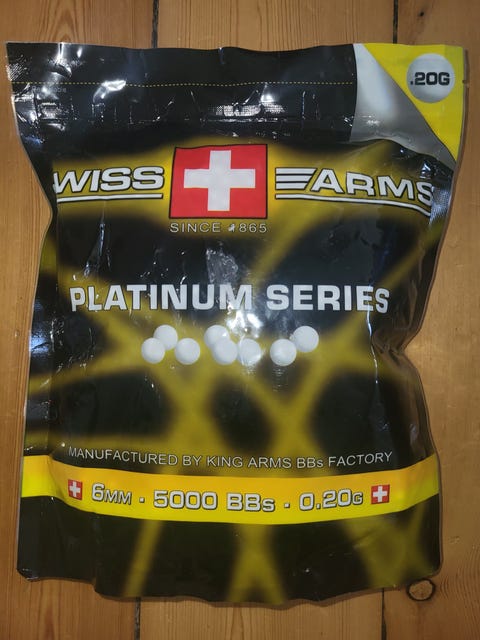 .20G
SWISS ARMS
SINCE 1865
PLATINUM SERIES
MANUFACTURED BY KING ARMS BBs FACTORY
6MM · 5000 BBs · 0.20G